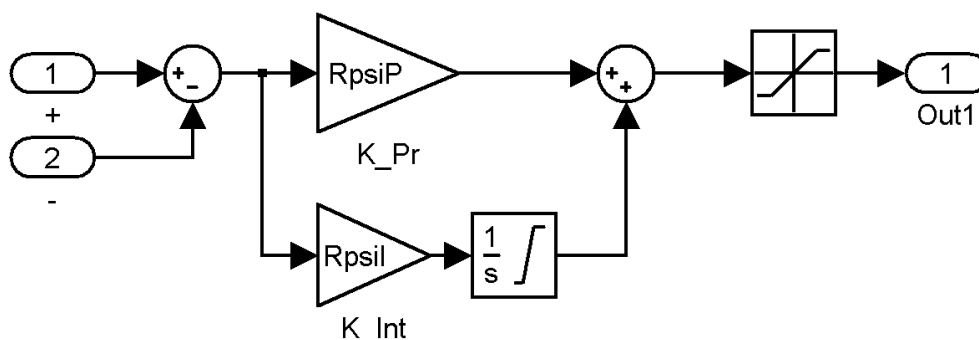 1
+
2
-
+
-
RpsiP
K_Pr
RpsiI
K_Int
1
s
+
+
1
Out1